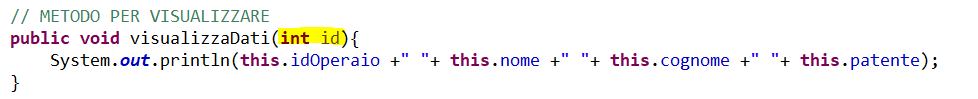 // METODO PER VISUALIZZARE
public void visualizzaDati(int id){
System.out.println(this.idOperaio +" "+ this.nome +" "+ this.cognome +" "+ this.patente);
}